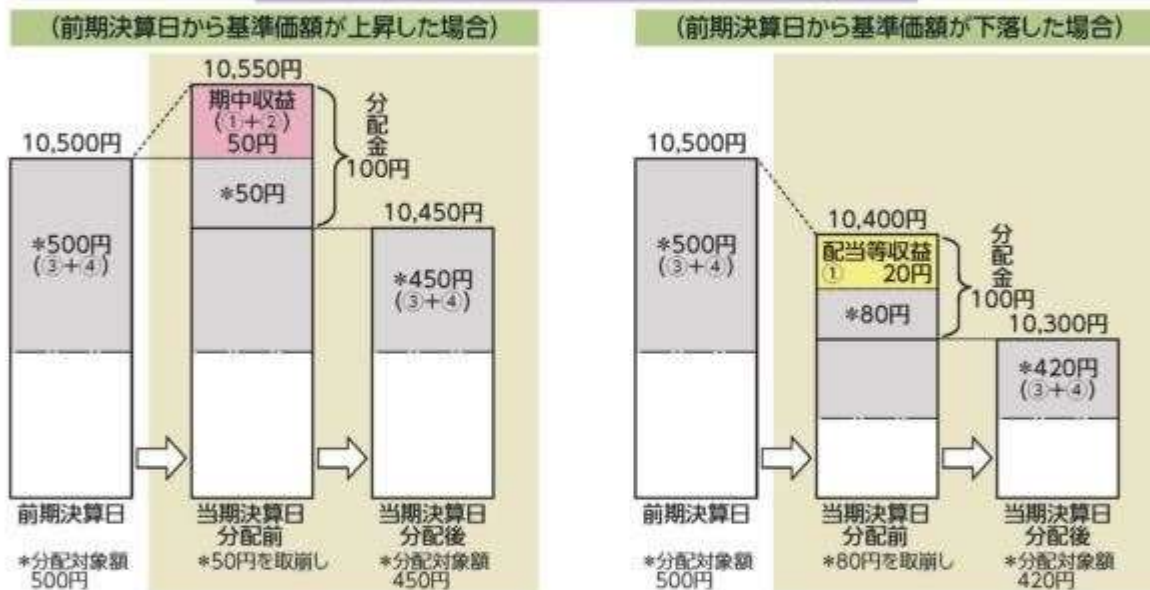 (前期決算日から基準価額が上昇した場合)
10,550円
期中収益
(①+②)
50円
分配金
100円
10,500円
*50円
10,450円
*500円
(③+④)
*450円
(③+④)
前期決算日
当期決算日
分配前
当期決算日
分配後
*分配対象額
500円
*50円を取崩し
*分配対象額
450円
(前期決算日から基準価額が下落した場合)
10,500円
10,400円
*500円
(③+④)
配当等収益
① 20円
分配金
100円
*80円
10,300円
*420円
(③+④)
前期決算日
当期決算日
分配前
当期決算日
分配後
*分配対象額
500円
*80円を取崩し
*分配対象額
420円